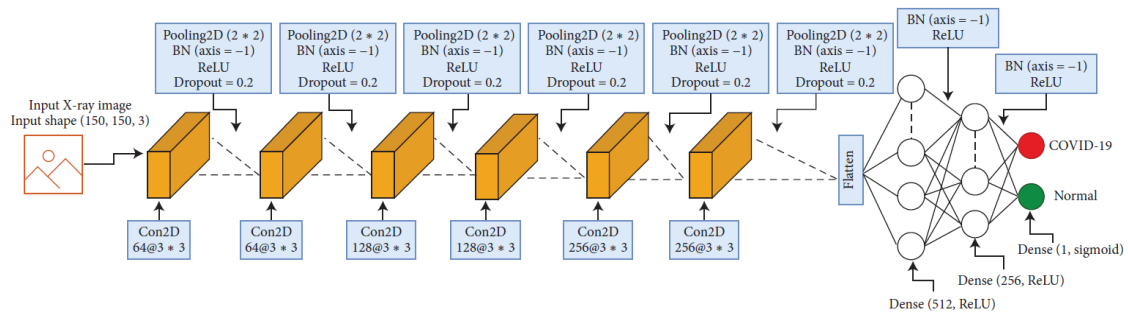 Pooling2D (2 * 2)
BN (axis = −1)
ReLU
Dropout = 0.2
Pooling2D (2 * 2)
BN (axis = −1)
ReLU
Dropout = 0.2
Pooling2D (2 * 2)
BN (axis = −1)
ReLU
Dropout = 0.2
Pooling2D (2 * 2)
BN (axis = −1)
ReLU
Dropout = 0.2
Pooling2D (2 * 2)
BN (axis = −1)
ReLU
Dropout = 0.2
Pooling2D (2 * 2)
BN (axis = −1)
ReLU
Dropout = 0.2
BN (axis = −1)
ReLU
BN (axis = −1)
ReLU
Input X-ray image
Input shape (150, 150, 3)
Flatten
COVID-19
Normal
Con2D
64@3 * 3
Con2D
64@3 * 3
Con2D
128@3 * 3
Con2D
128@3 * 3
Con2D
256@3 * 3
Con2D
256@3 * 3
Dense (1, sigmoid)
Dense (256, ReLU)
Dense (512, ReLU)